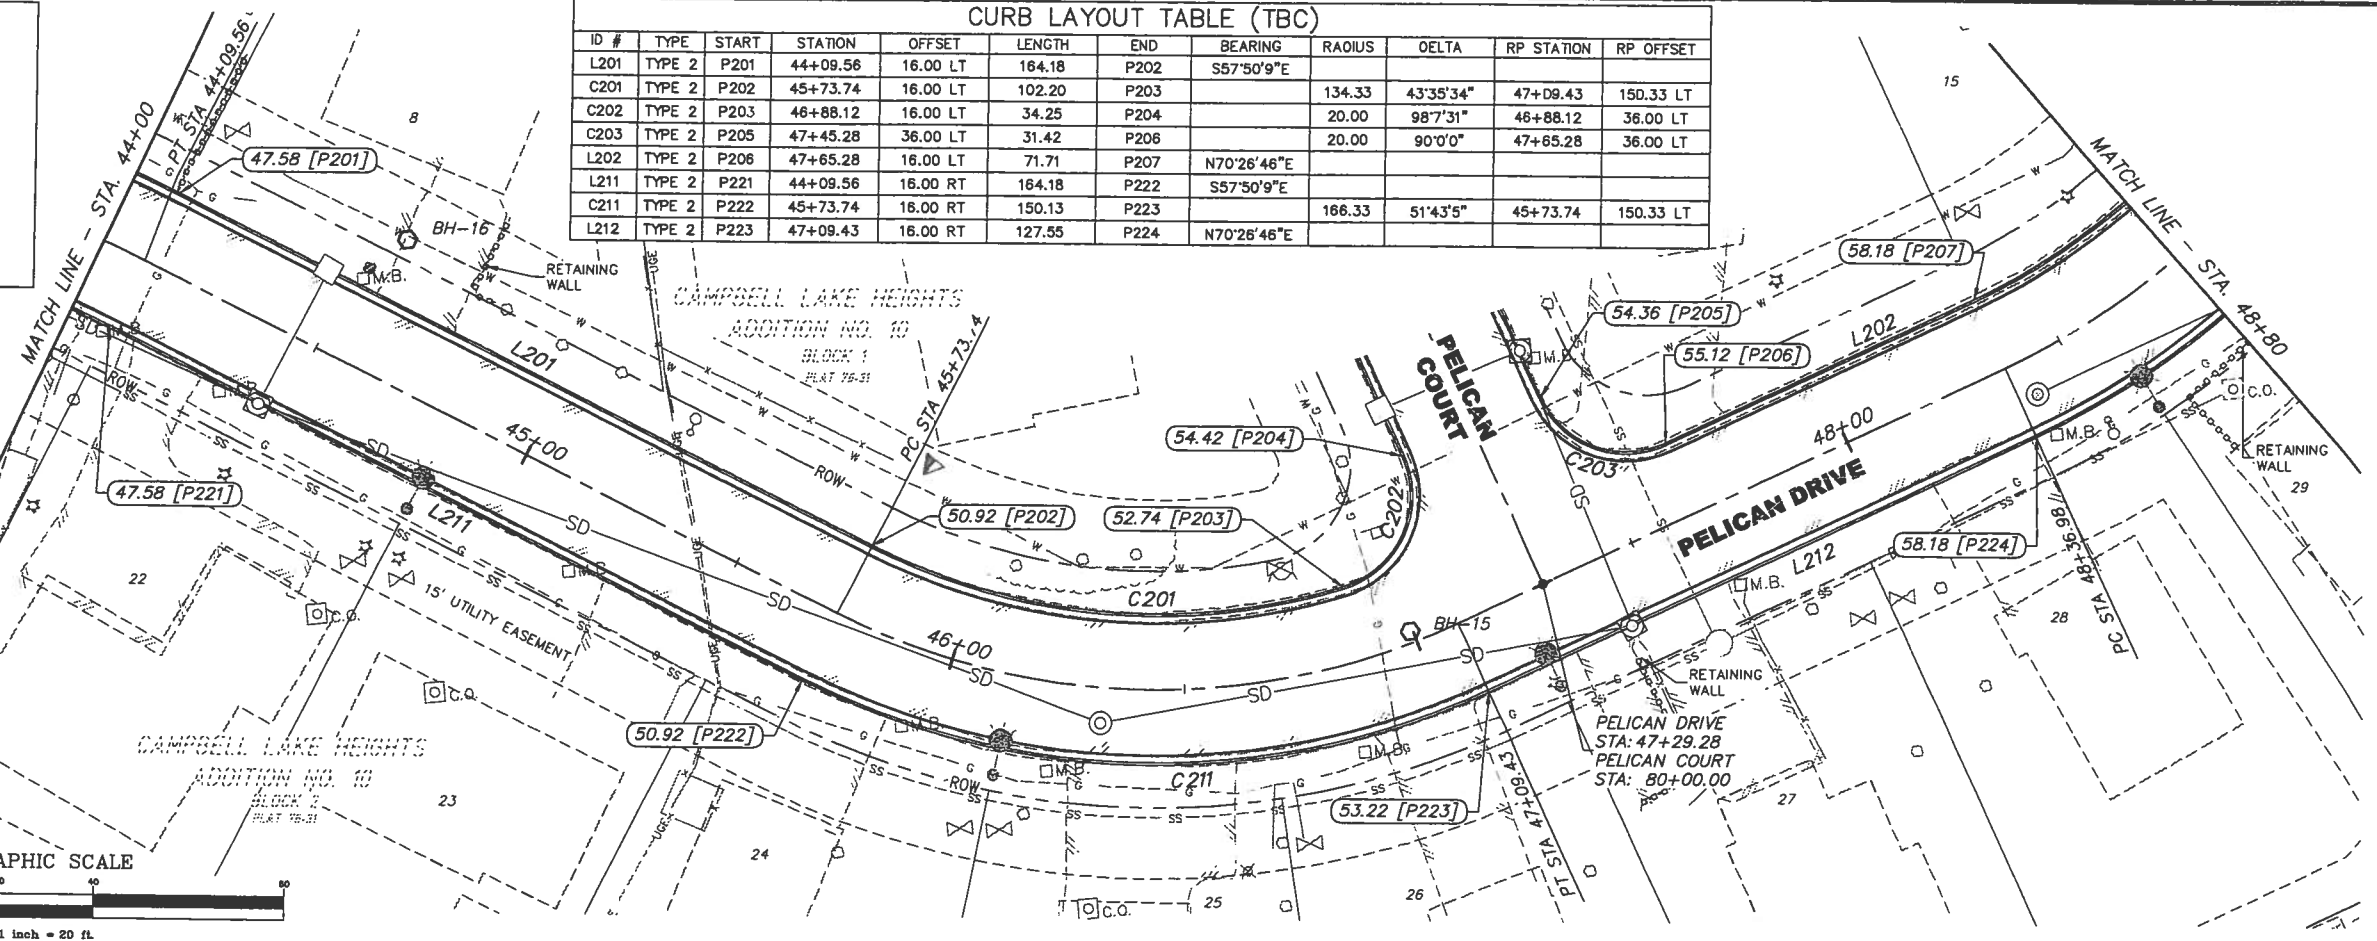 CURB LAYOUT TABLE (TBC)
ID # TYPE START STATION OFFSET LENGTH END BEARING RADIUS DELTA RP STATION RP OFFSET
L201 TYPE 2 P201 44+09.56 16.00 LT 164.18 P202 S57°50'9"E
C201 TYPE 2 P202 45+73.74 16.00 LT 102.20 P203 134.33 43°35'34" 47+09.43 150.33 LT
C202 TYPE 2 P203 46+88.12 16.00 LT 34.25 P204 20.00 98°7'31" 46+88.12 36.00 LT
C203 TYPE 2 P205 47+45.28 36.00 LT 31.42 P206 20.00 90°0'0" 47+65.28 36.00 LT
L202 TYPE 2 P206 47+65.28 16.00 LT 71.71 P207 N70°26'46"E
L211 TYPE 2 P221 44+09.56 16.00 RT 164.18 P222 S57°50'9"E
C211 TYPE 2 P222 45+73.74 16.00 RT 150.13 P223 166.33 51°43'5" 45+73.74 150.33 LT
L212 TYPE 2 P223 47+09.43 16.00 RT 127.55 P224 N70°26'46"E
MATCH LINE - STA. 44+00
PT STA 44+09.56
47.58 [P201]
8
BH-16
M.B.
RETAINING
WALL
UGE
CAMPBELL LAKE HEIGHTS
ADDITION NO. 10
BLOCK 1
PLAT 76-31
PC STA 45+73.74
15
MATCH LINE - STA. 48+80
58.18 [P207]
54.36 [P205]
55.12 [P206]
L202
PELICAN
COURT
M.B.
L201
ROW
45+00
SD
54.42 [P204]
C202
C203
48+00
PELICAN DRIVE
C.O.
M.B.
RETAINING
WALL
29
47.58 [P221]
L211
ROW
50.92 [P202]
52.74 [P203]
C201
58.18 [P224]
L212
M.B.
PC STA 48+36.98
28
22
C.O.
15' UTILITY EASEMENT
M.B.
SD
46+00
SD
BH-15
SD
SD
RETAINING
WALL
PELICAN DRIVE
STA: 47+29.28
PELICAN COURT
STA: 80+00.00
C.O.
50.92 [P222]
M.B.
M.B.
C211
M.B.
ROW
53.22 [P223]
PT STA 47+09.43
27
CAMPBELL LAKE HEIGHTS
ADDITION NO. 10
BLOCK 2
PLAT 76-31
23
24
25
26
C.O.
APHIC SCALE
0 40 80
1 inch = 20 ft.